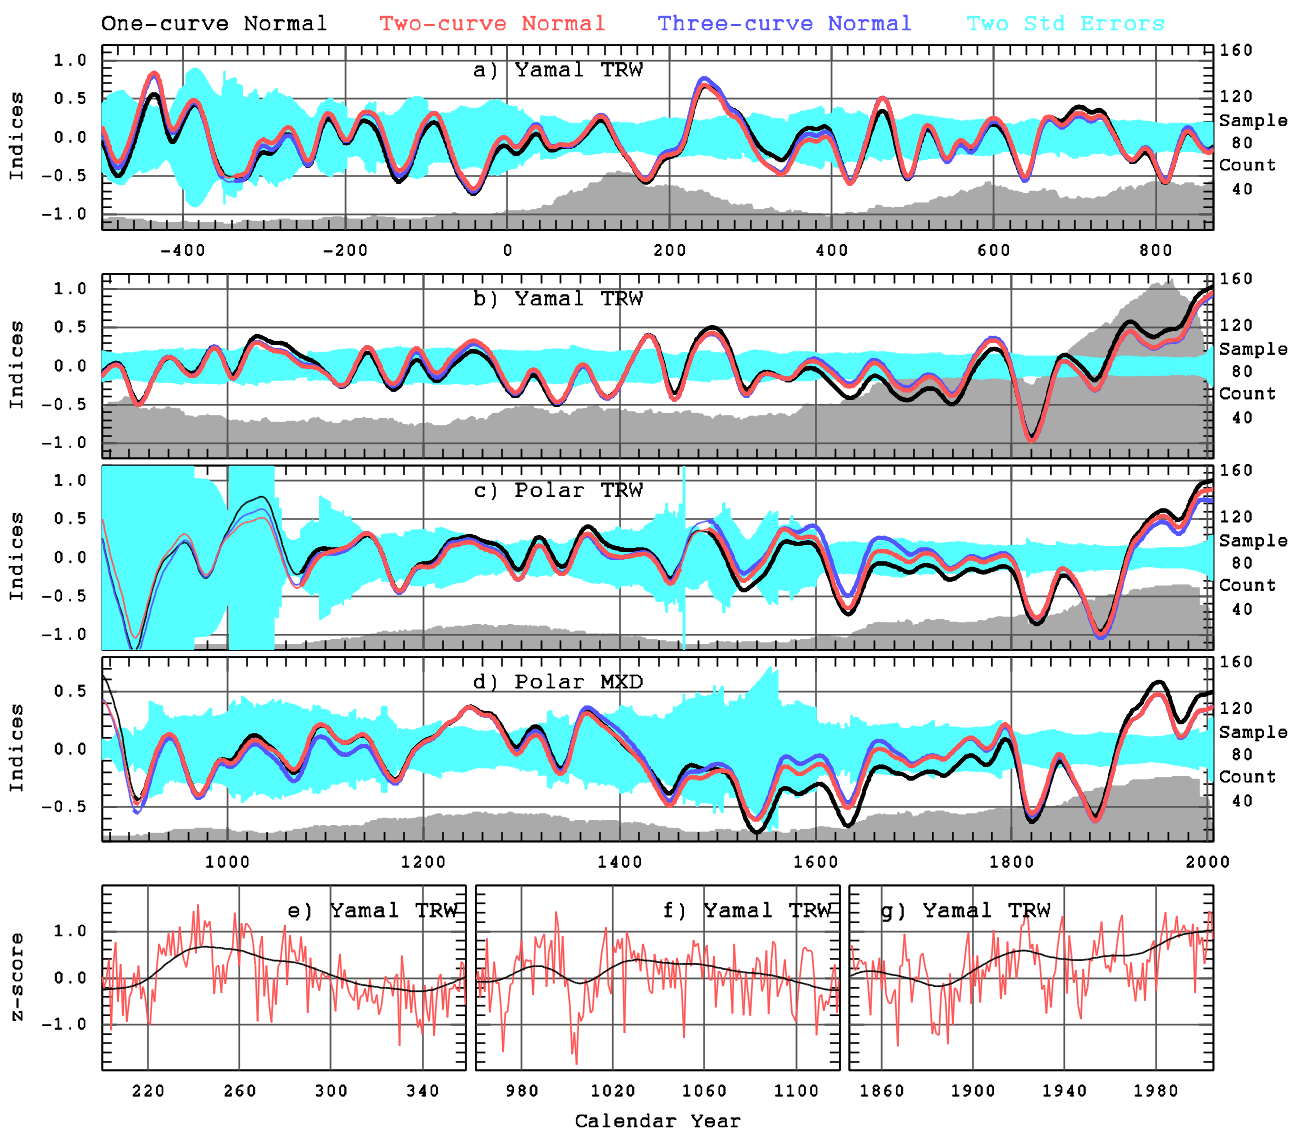 One-curve Normal Two-curve Normal Three-curve Normal Two Std Errors
a) Yamal TRW
Indices
1.0
0.5
0.0
-0.5
-1.0
160
120
Sample
80
Count
40
-400 -200 0 200 400 600 800
b) Yamal TRW
Indices
1.0
0.5
0.0
-0.5
-1.0
160
120
Sample
80
Count
40
c) Polar TRW
Indices
1.0
0.5
0.0
-0.5
-1.0
160
120
Sample
80
Count
40
d) Polar MXD
Indices
0.5
0.0
-0.5
160
120
Sample
80
Count
40
1000 1200 1400 1600 1800 2000
e) Yamal TRW f) Yamal TRW g) Yamal TRW
z-score
1.0
0.0
-1.0
220 260 300 340 980 1020 1060 1100 1860 1900 1940 1980
Calendar Year